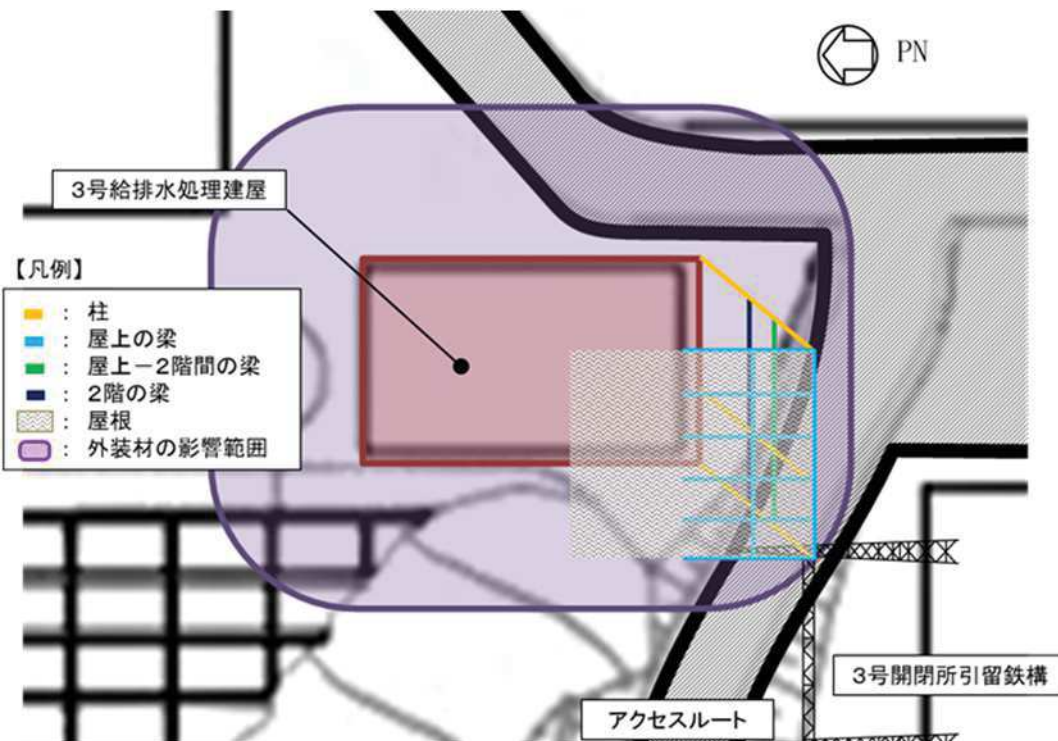 PN
3号給排水処理建屋
【凡例】
: 柱
: 屋上の梁
: 屋上－2階間の梁
: 2階の梁
: 屋根
: 外装材の影響範囲
3号開閉所引留鉄構
アクセスルート